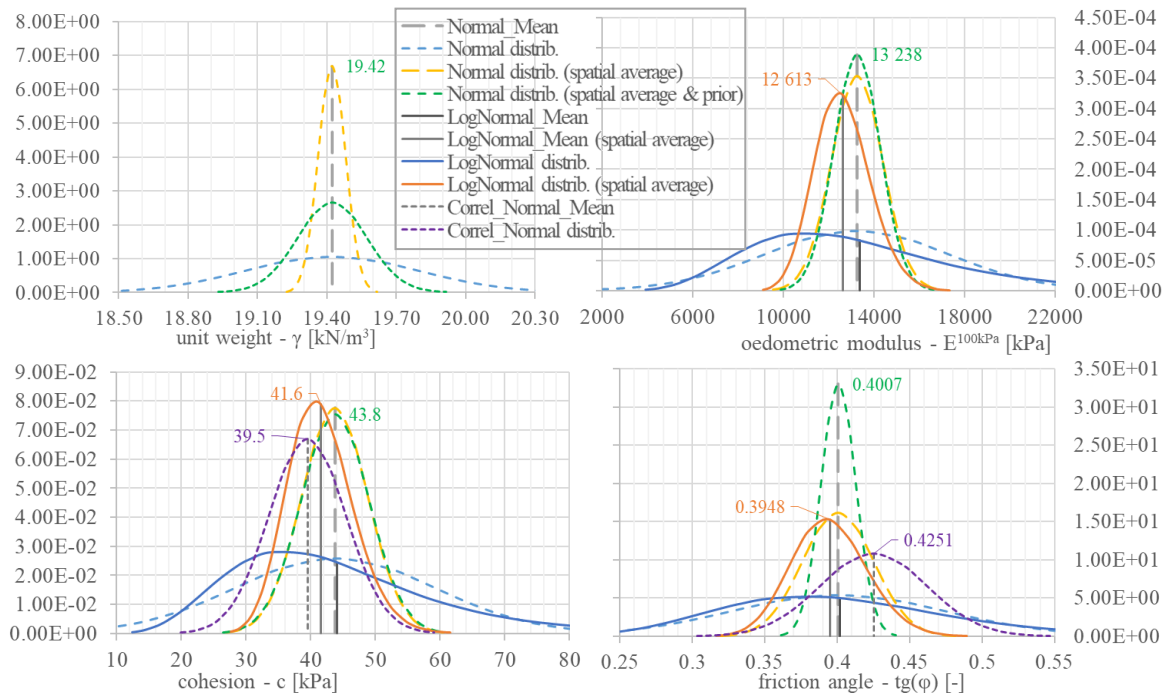 8.00E+00
7.00E+00
6.00E+00
5.00E+00
4.00E+00
3.00E+00
2.00E+00
1.00E+00
0.00E+00
19.42
18.50 18.80 19.10 19.40 19.70 20.00 20.30
unit weight - γ [kN/m³]
Normal_Mean
Normal distrib.
Normal distrib. (spatial average)
Normal distrib. (spatial average & prior)
LogNormal_Mean
LogNormal_Mean (spatial average)
LogNormal_distrib.
LogNormal distrib. (spatial average)
Correl_Normal_Mean
Correl_Normal distrib.
4.50E-04
4.00E-04
3.50E-04
3.00E-04
2.50E-04
2.00E-04
1.50E-04
1.00E-04
5.00E-05
0.00E+00
13 238
12 613
2000 6000 10000 14000 18000 22000
oedometric modulus - E¹⁰⁰ᵏᴾᵃ [kPa]
9.00E-02
8.00E-02
7.00E-02
6.00E-02
5.00E-02
4.00E-02
3.00E-02
2.00E-02
1.00E-02
0.00E+00
41.6
43.8
39.5
10 20 30 40 50 60 70 80
cohesion - c [kPa]
3.50E+01
3.00E+01
2.50E+01
2.00E+01
1.50E+01
1.00E+01
5.00E+00
0.00E+00
0.4007
0.3948
0.4251
0.25 0.3 0.35 0.4 0.45 0.5 0.55
friction angle - tg(φ) [-]